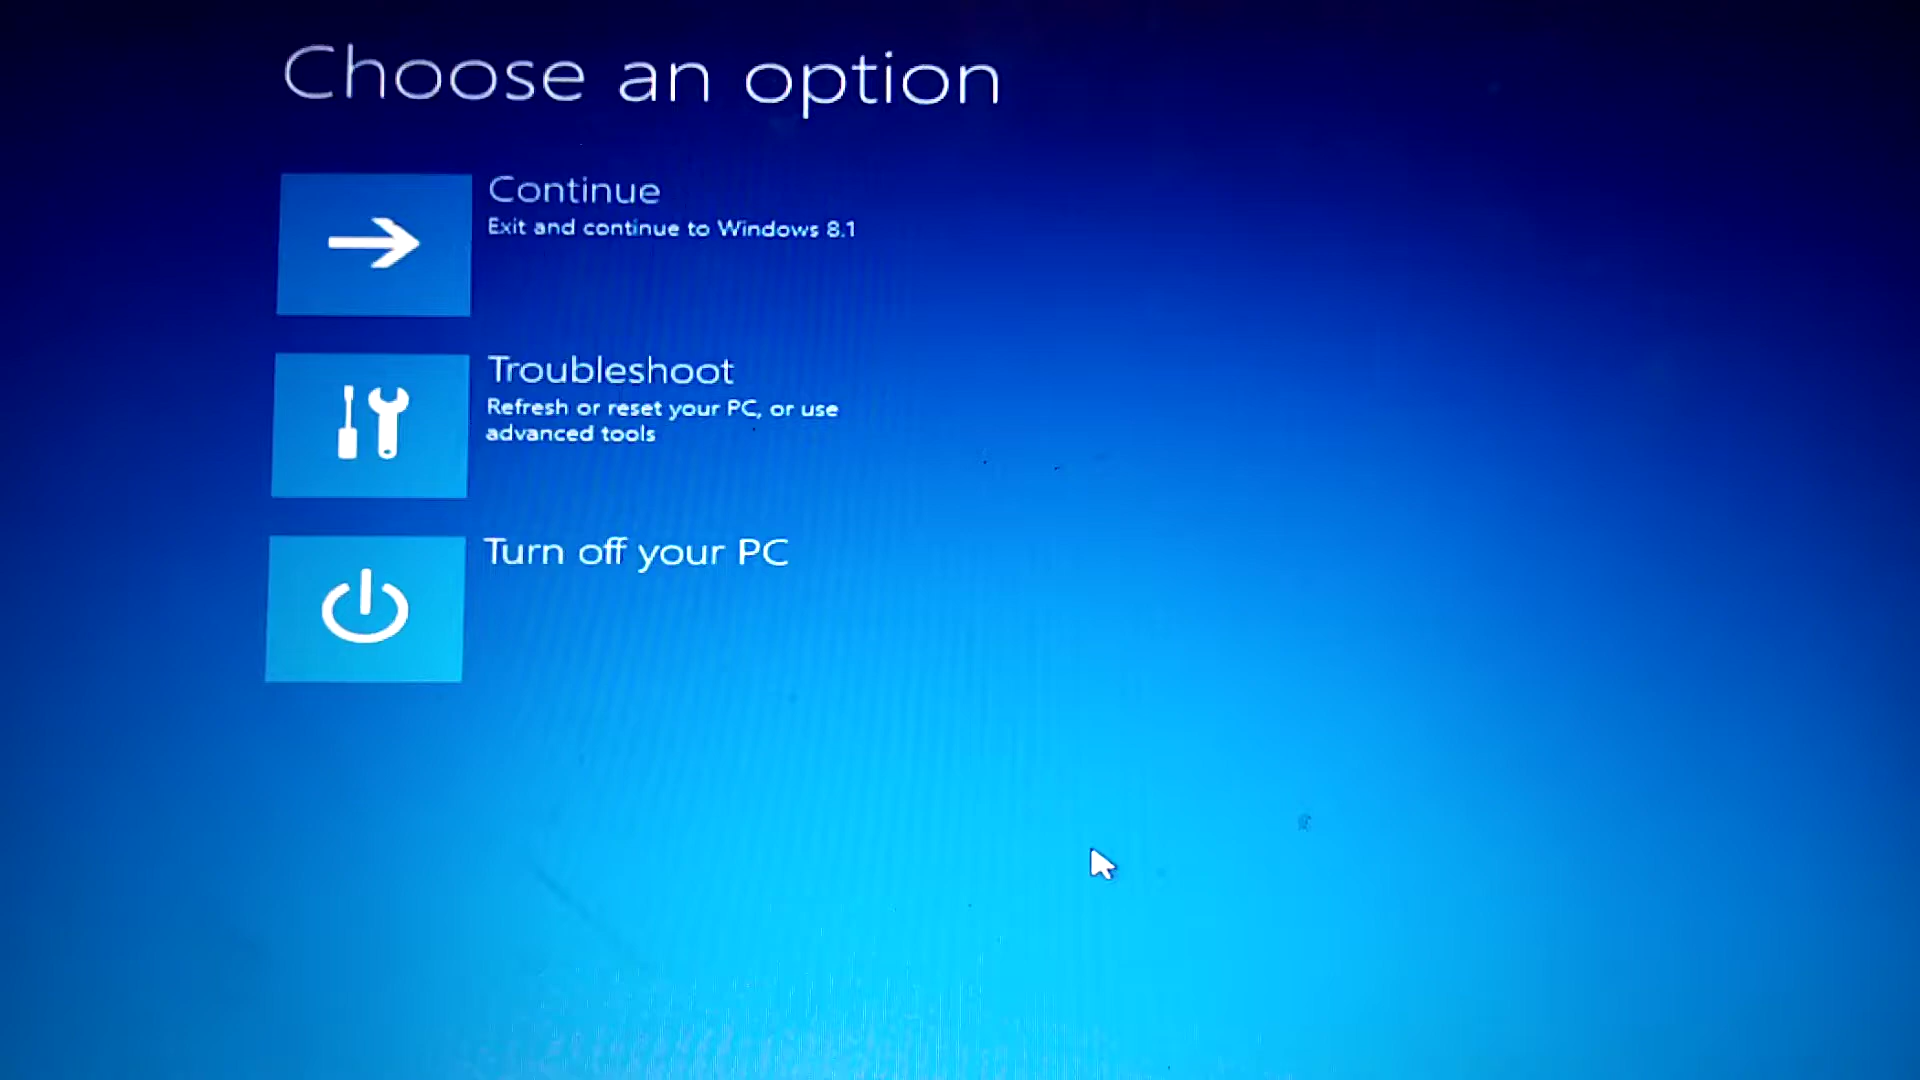 Choose an option
Continue
Exit and continue to Windows 8.1
Troubleshoot
Refresh or reset your PC, or use
advanced tools
Turn off your PC